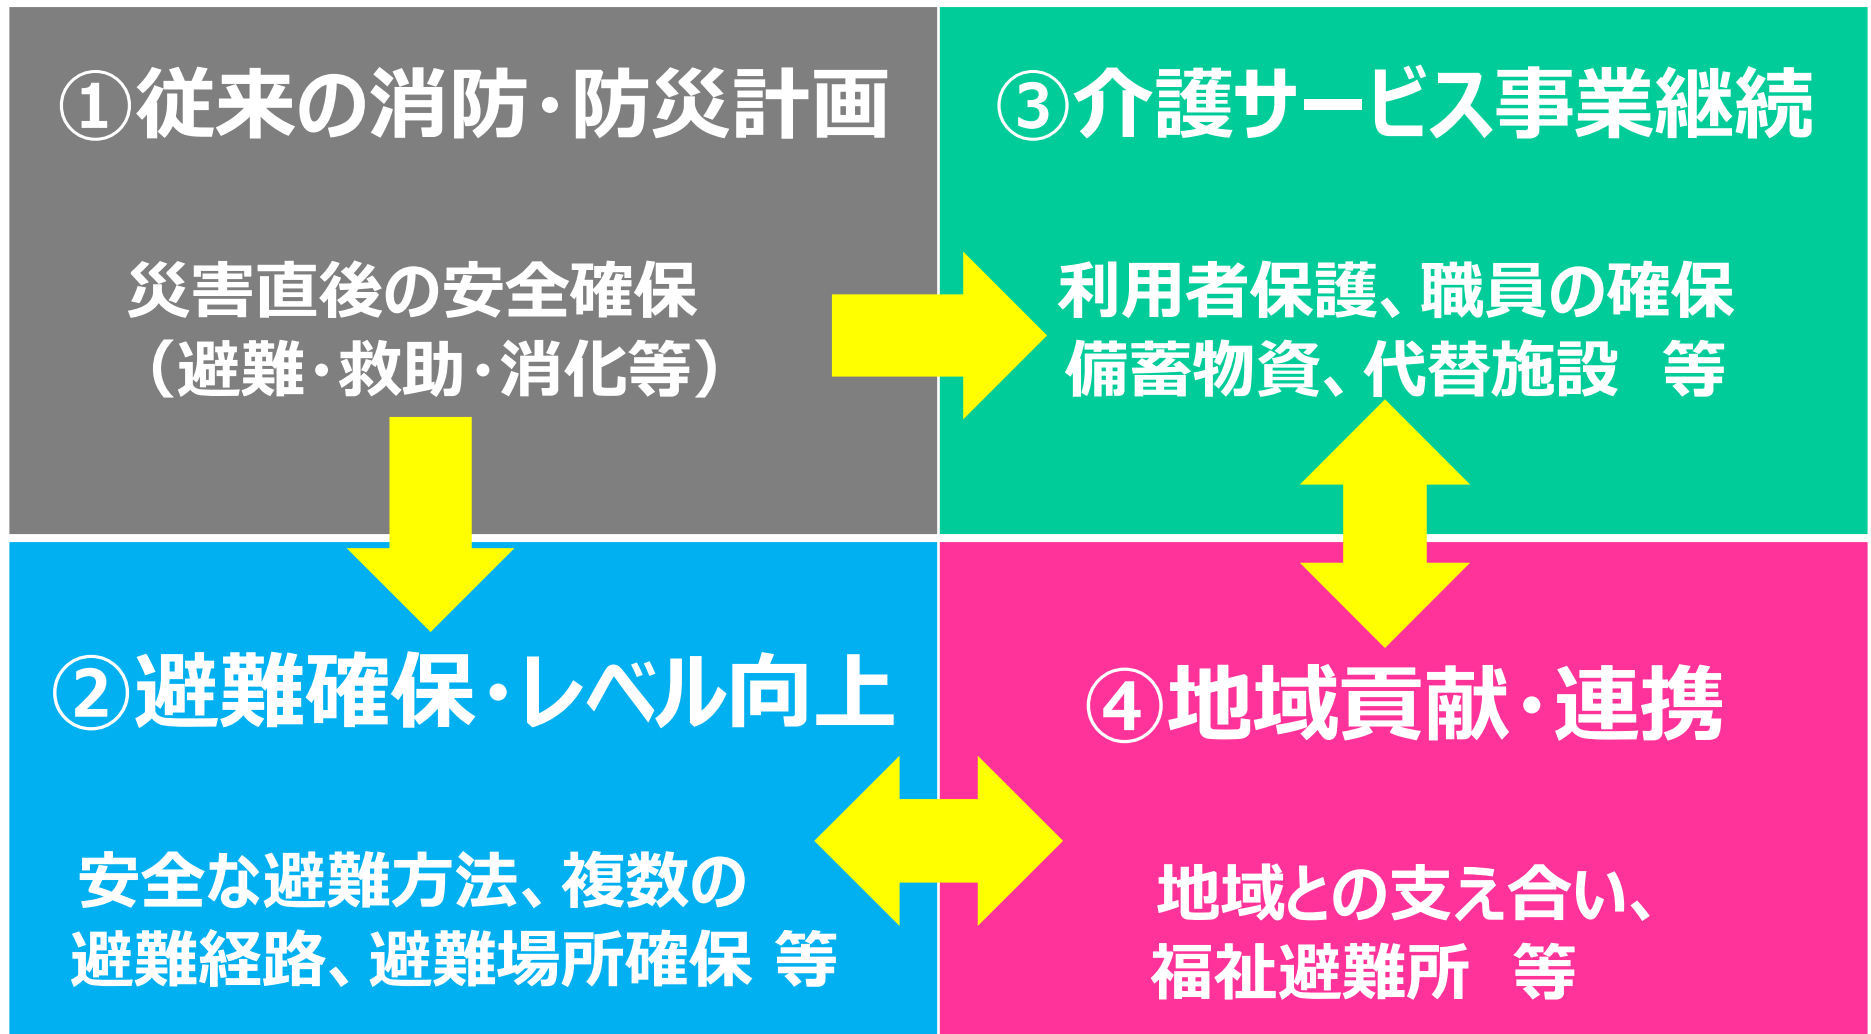 ①従来の消防・防災計画
災害直後の安全確保
（避難・救助・消化等）
③介護サービス事業継続
利用者保護、職員の確保
備蓄物資、代替施設　等
②避難確保・レベル向上
安全な避難方法、複数の
避難経路、避難場所確保 等
④地域貢献・連携
地域との支え合い、
福祉避難所　等